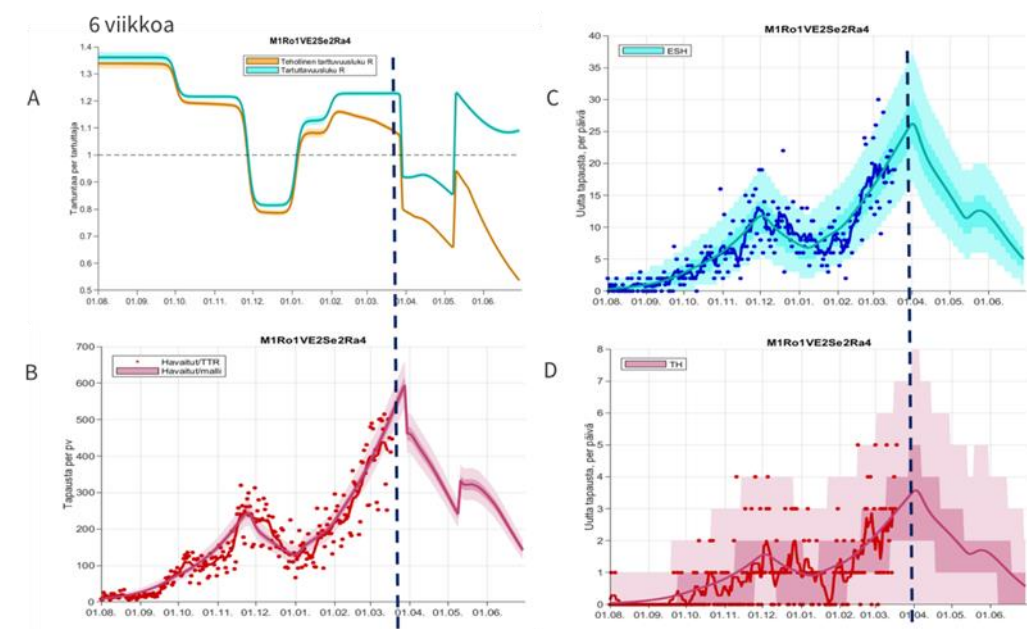 6 viikkoa
A
M1Ro1VE2Se2Ra4
Tehollinen tarttuvuusluku R
Tartuttavuusluku R
Tartuntaa per tartuttaja
1.4
1.3
1.2
1.1
1
0.9
0.8
0.7
0.6
0.5
01.08. 01.09. 01.10. 01.11. 01.12. 01.01. 01.02. 01.03. 01.04. 01.05. 01.06.
C
M1Ro1VE2Se2Ra4
ESH
Uutta tapausta, per päivä
40
35
30
25
20
15
10
5
0
01.08. 01.09. 01.10. 01.11. 01.12. 01.01. 01.02. 01.03. 01.04. 01.05. 01.06.
B
M1Ro1VE2Se2Ra4
Havaitut/TTR
Havaitut/malli
Tapausta per pv
700
600
500
400
300
200
100
0
01.08. 01.09. 01.10. 01.11. 01.12. 01.01. 01.02. 01.03. 01.04. 01.05. 01.06.
D
M1Ro1VE2Se2Ra4
TH
Uutta tapausta, per päivä
8
7
6
5
4
3
2
1
0
01.08. 01.09. 01.10. 01.11. 01.12. 01.01. 01.02. 01.03. 01.04. 01.05. 01.06.